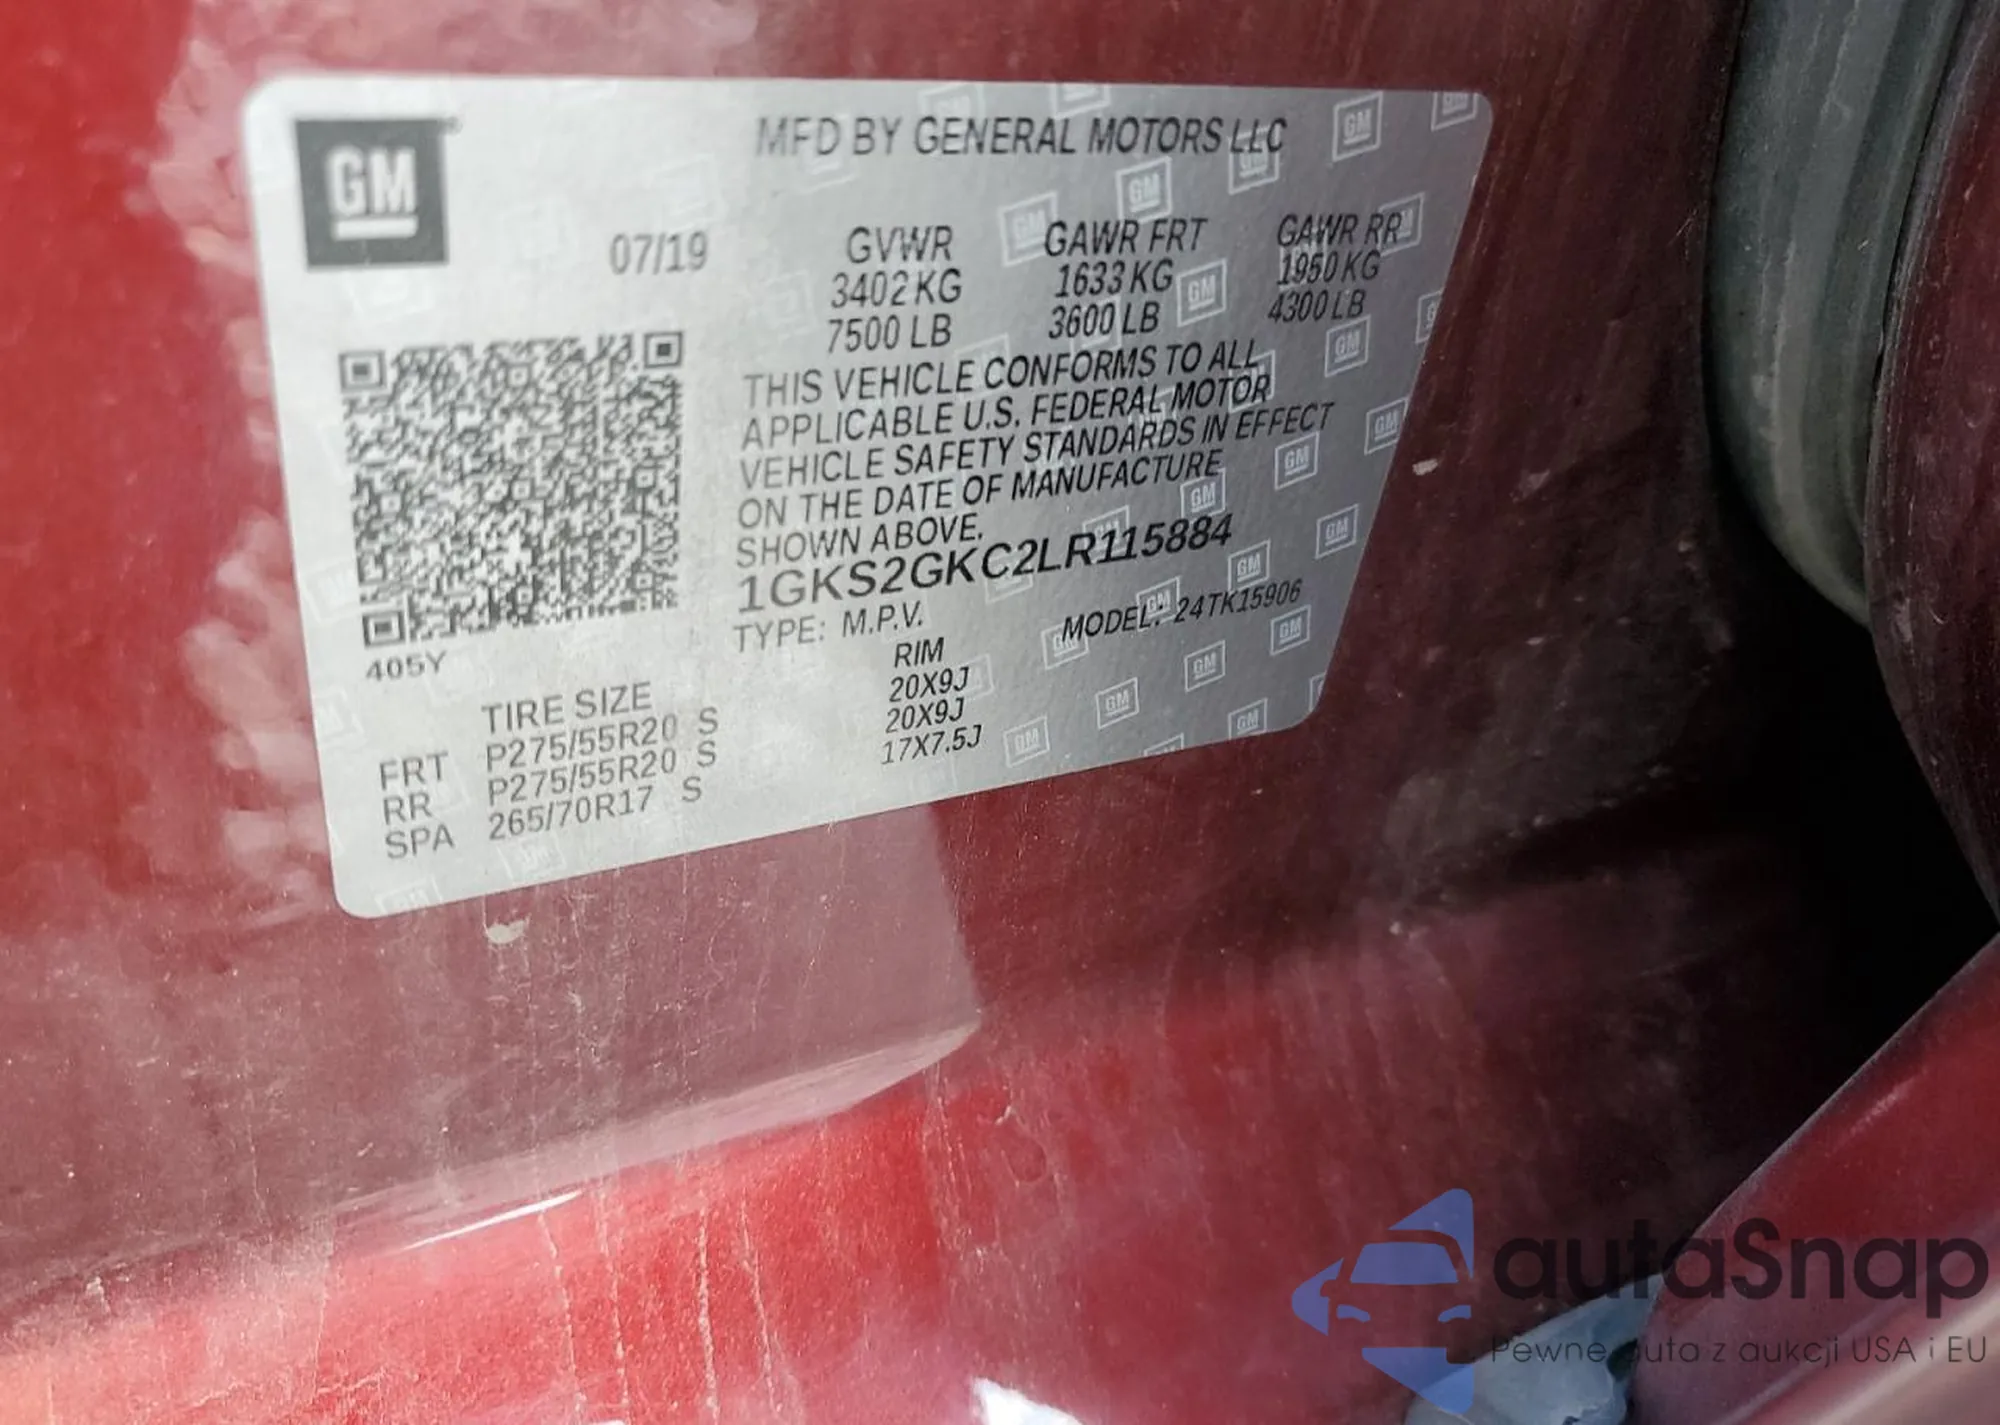 GM
MFD BY GENERAL MOTORS LLC
07/19
GVWR GAWR FRT GAWR RR
3402 KG 1633 KG 1950 KG
7500 LB 3600 LB 4300 LB
THIS VEHICLE CONFORMS TO ALL
APPLICABLE U.S. FEDERAL MOTOR
VEHICLE SAFETY STANDARDS IN EFFECT
ON THE DATE OF MANUFACTURE
SHOWN ABOVE.
1GKS2GKC2LR115884
TYPE: M.P.V. MODEL: 24TK15906
405Y
TIRE SIZE RIM
FRT P275/55R20 S 20X9J
RR P275/55R20 S 20X9J
SPA 265/70R17 S 17X7.5J
autaSnap
Pewne auta z aukcji USA i EU